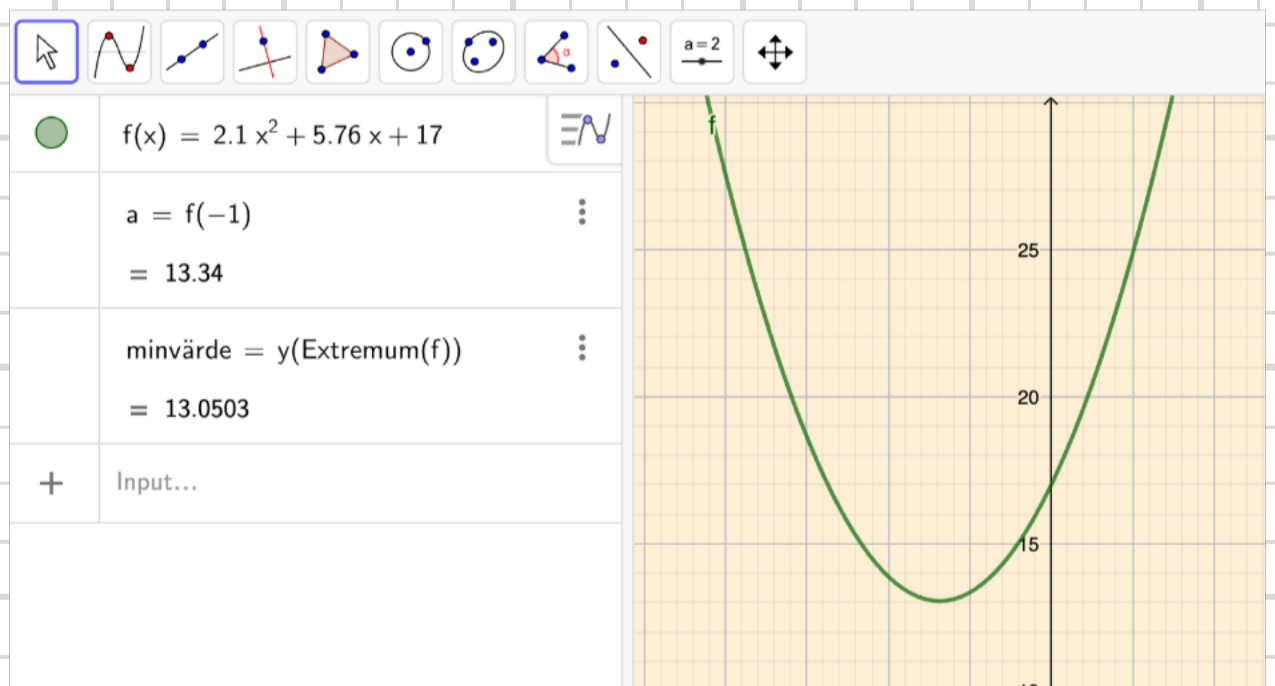 α
a = 2
f(x) = 2.1 x² + 5.76 x + 17
a = f(−1)
= 13.34
minvärde = y(Extremum(f))
= 13.0503
+ Input...
f
25
20
15